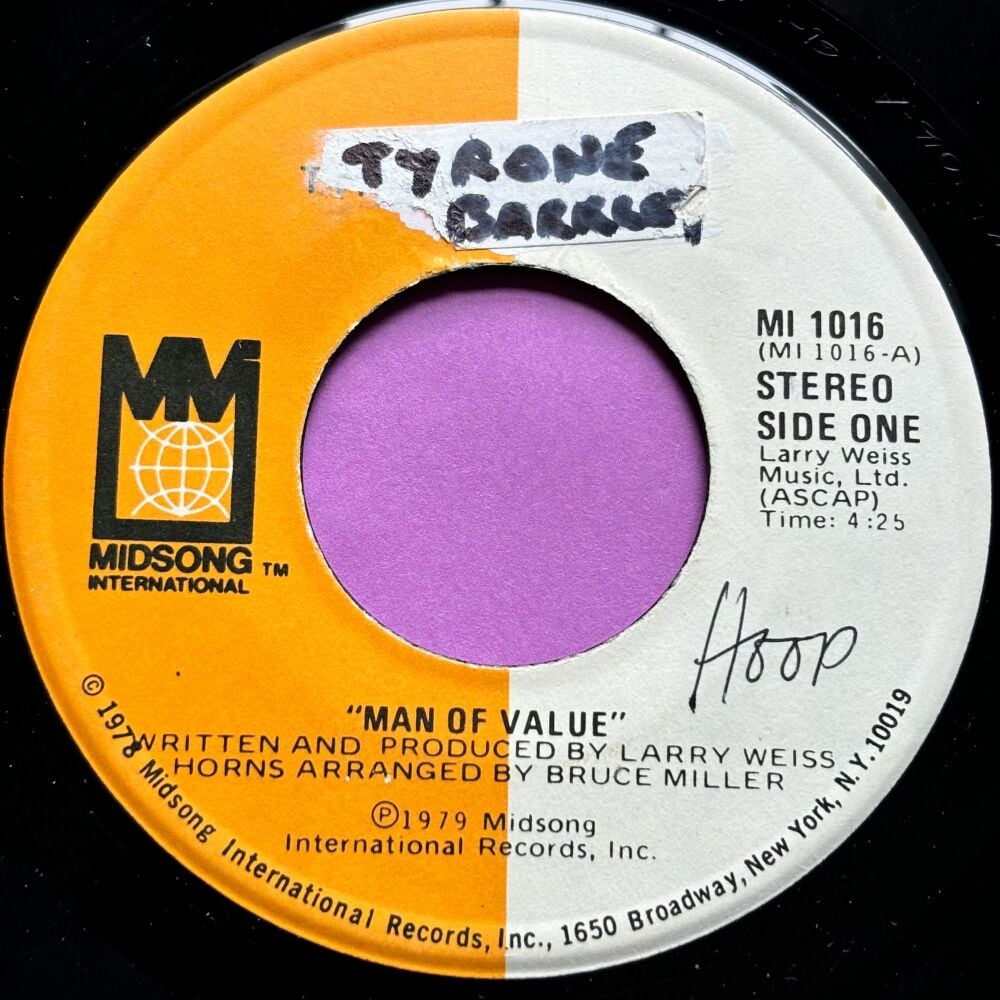 TYRONE
MI 1016
(MI 1016-A)
STEREO
SIDE ONE
Larry Weiss
Music, Ltd.
(ASCAP)
Time: 4:25
MIDSONG TM
INTERNATIONAL
Hoop
"MAN OF VALUE"
WRITTEN AND PRODUCED BY LARRY WEISS
HORNS ARRANGED BY BRUCE MILLER
℗1979 Midsong
International Records, Inc.
© 1978 Midsong International Records, Inc., 1650 Broadway, New York, N.Y. 10019